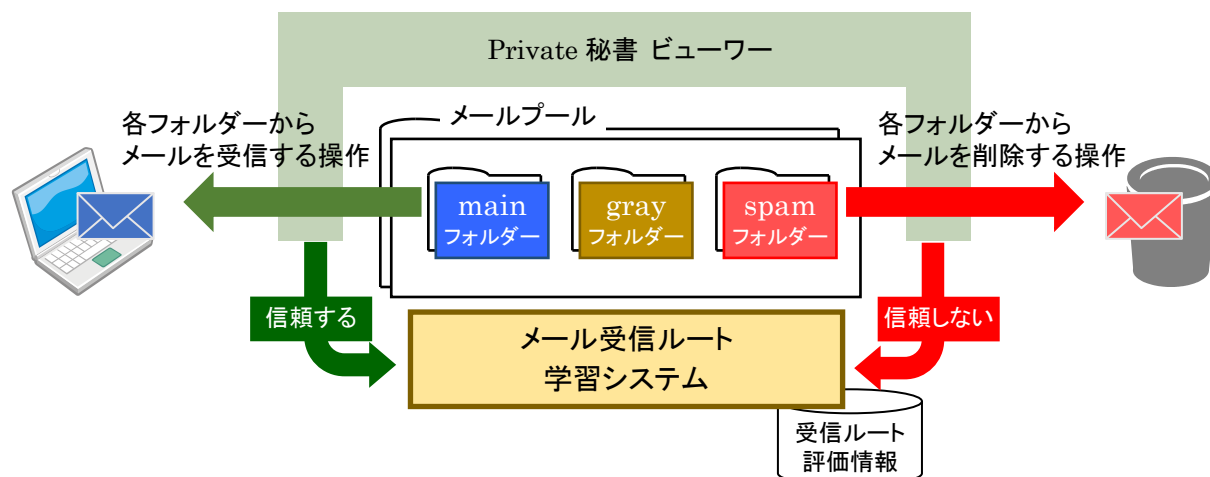 Private 秘書 ビューワー
各フォルダーから
メールを受信する操作
メールプール
各フォルダーから
メールを削除する操作
main
フォルダー
gray
フォルダー
spam
フォルダー
信頼する
信頼しない
メール受信ルート
学習システム
受信ルート
評価情報